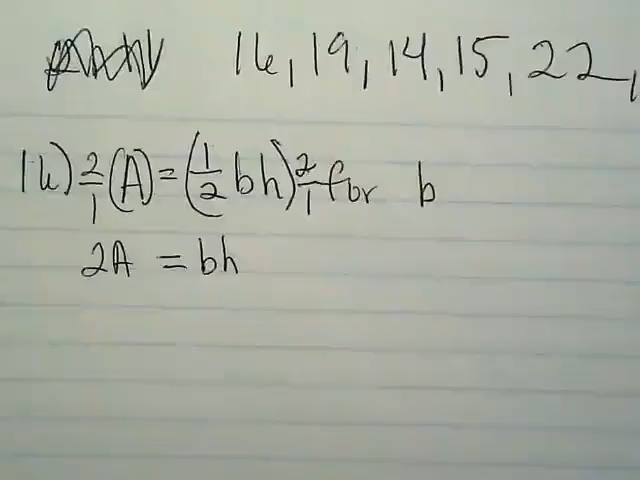 16, 19, 14, 15, 22,
16) 2/1 (A) = (1/2 bh) 2/1 for b
2A = bh